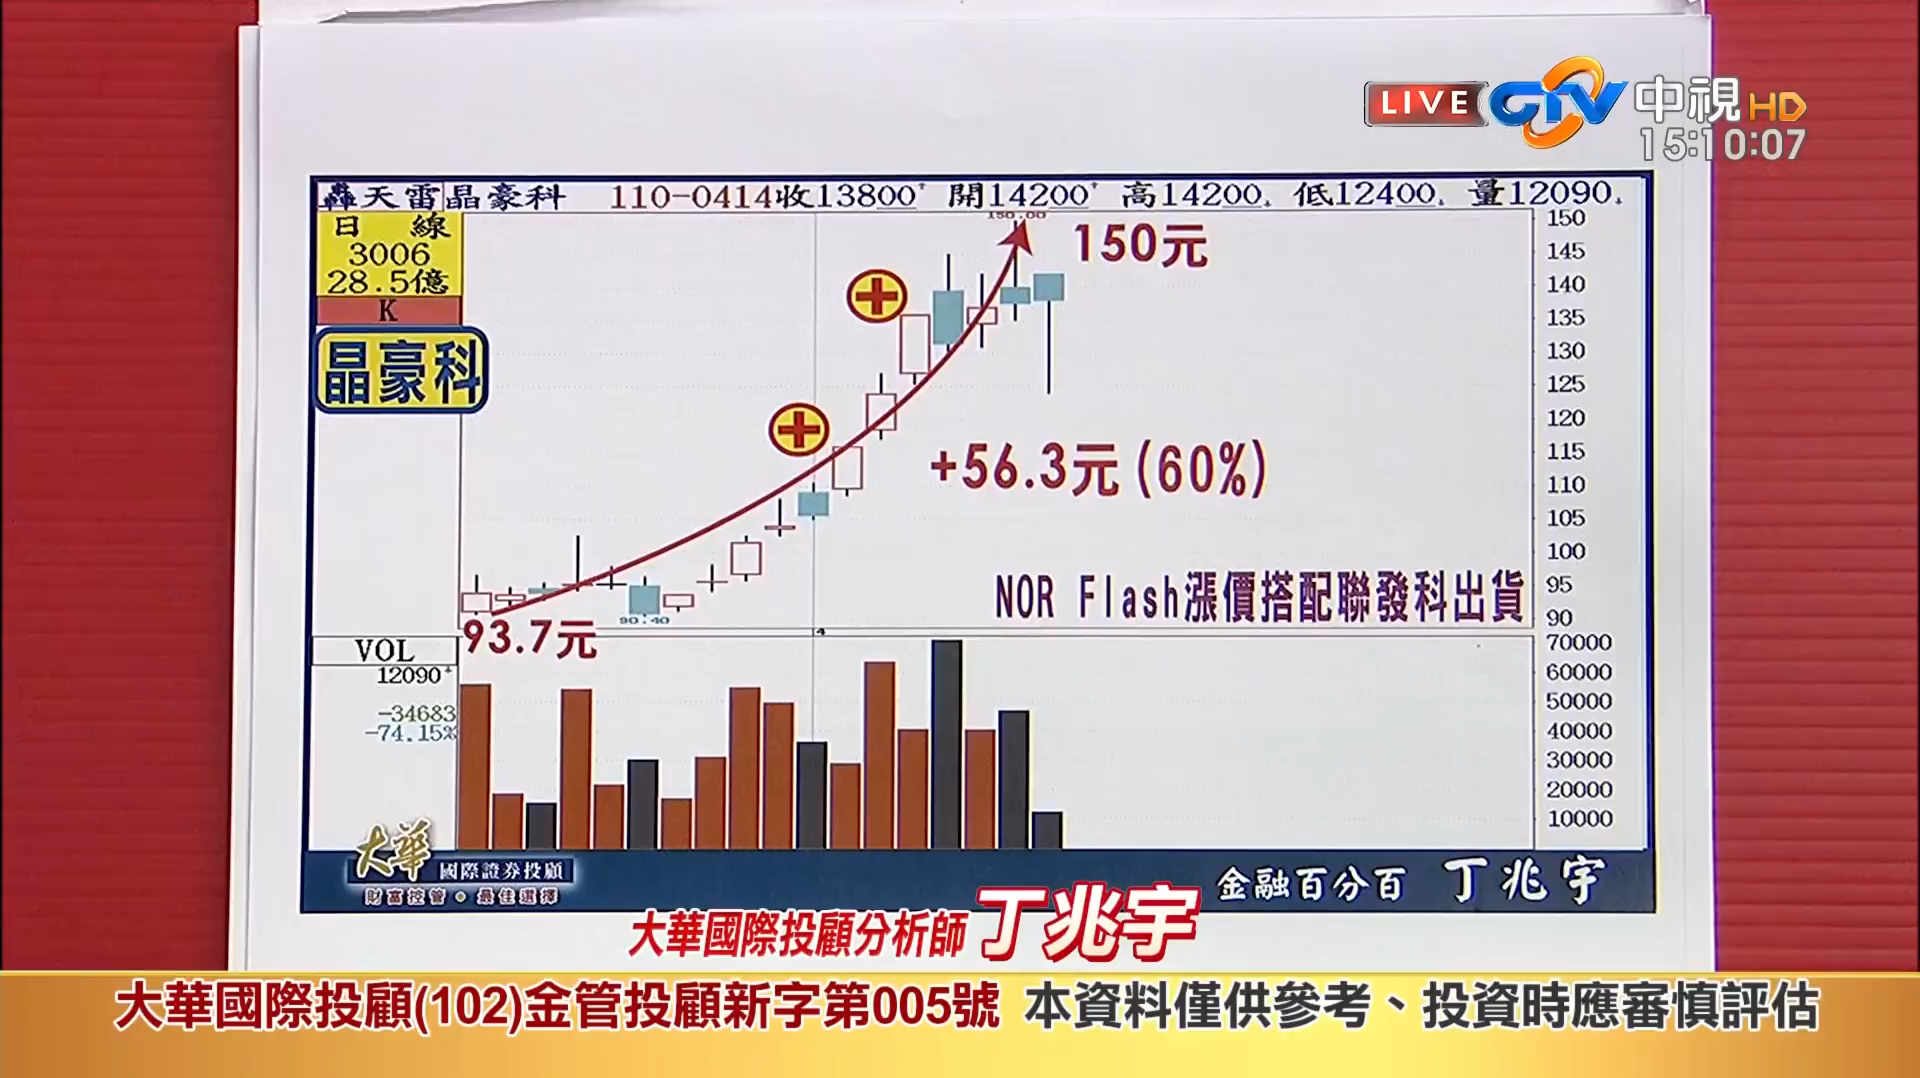 LIVE CTV 中視 HD
15:10:07
轟天雷晶豪科 110-0414收13800 開14200 高14200 低12400 量12090
日 線
3006
28.5億
K
晶豪科
150.00
150元
+56.3元(60%)
NOR Flash漲價搭配聯發科出貨
90.40
93.7元
4
150
145
140
135
130
125
120
115
110
105
100
95
90
VOL
12090
-34683
-74.15%
70000
60000
50000
40000
30000
20000
10000
大華 國際證券投顧
財富控管 • 最佳選擇
金融百分百 丁兆宇
大華國際投顧分析師 丁兆宇
大華國際投顧(102)金管投顧新字第005號 本資料僅供參考、投資時應審慎評估